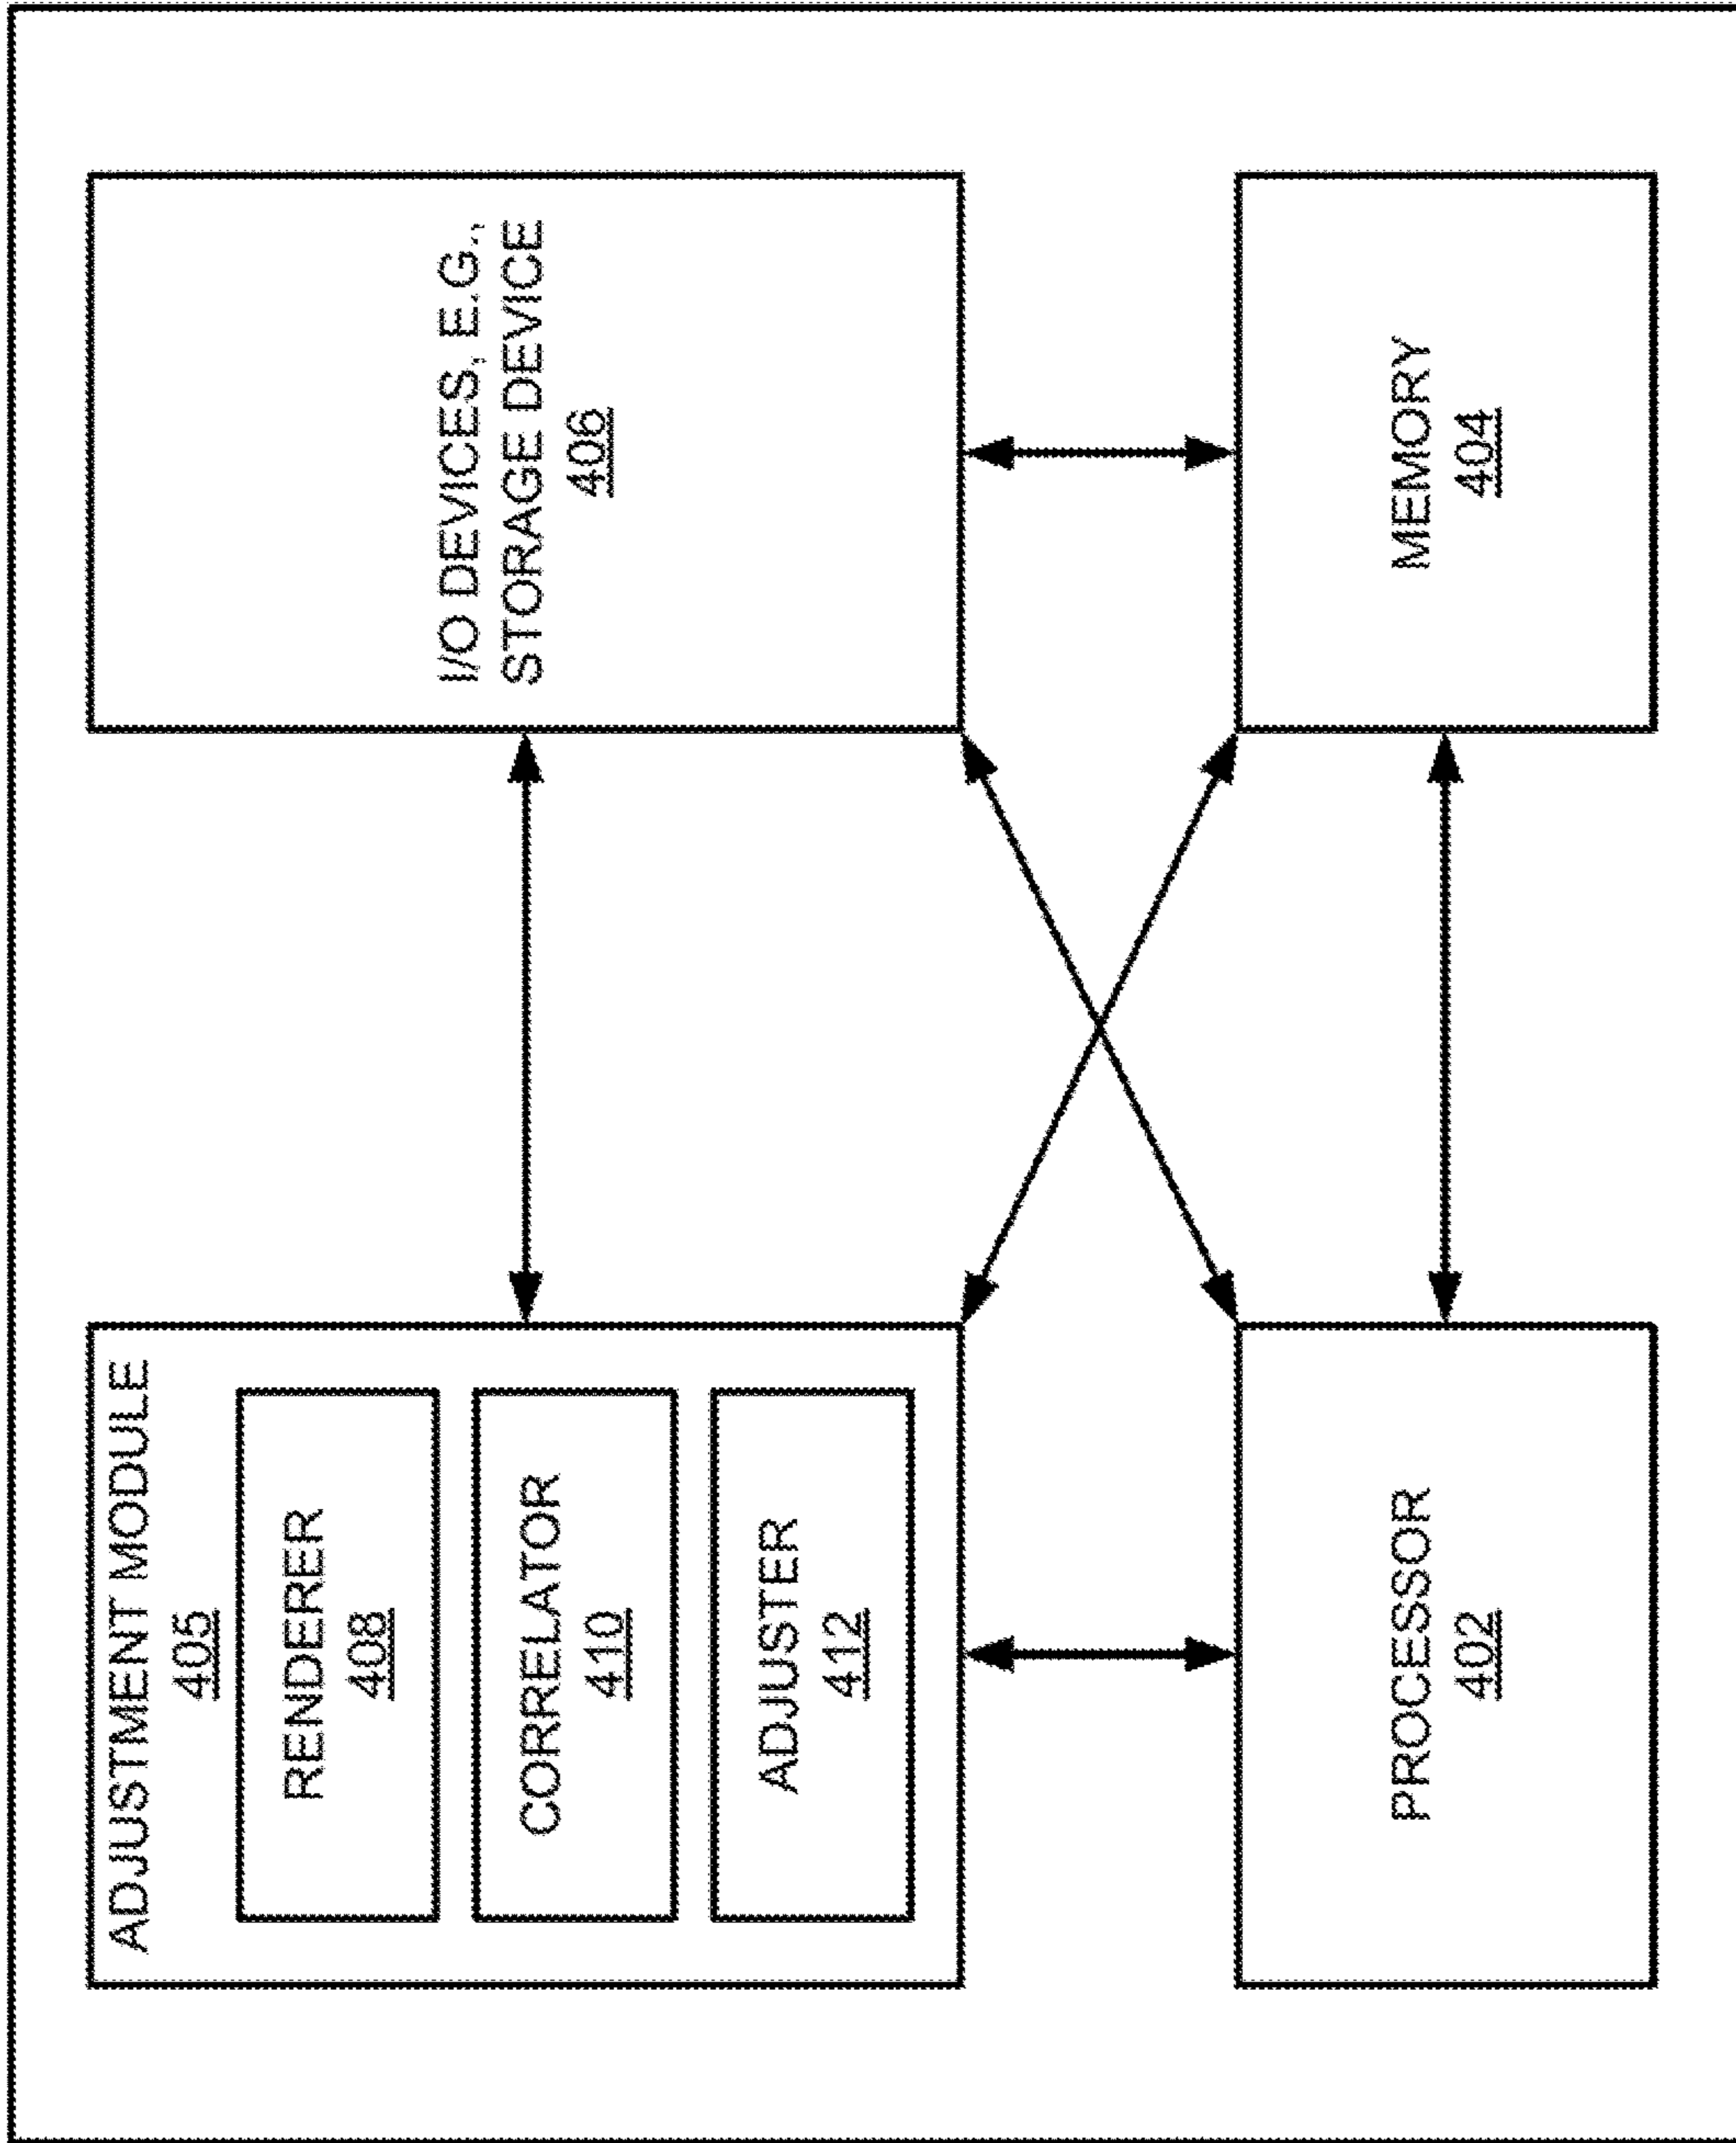 ADJUSTMENT MODULE
405
RENDERER
408
CORRELATOR
410
ADJUSTER
412
I/O DEVICES, E.G.,
STORAGE DEVICE
406
PROCESSOR
402
MEMORY
404